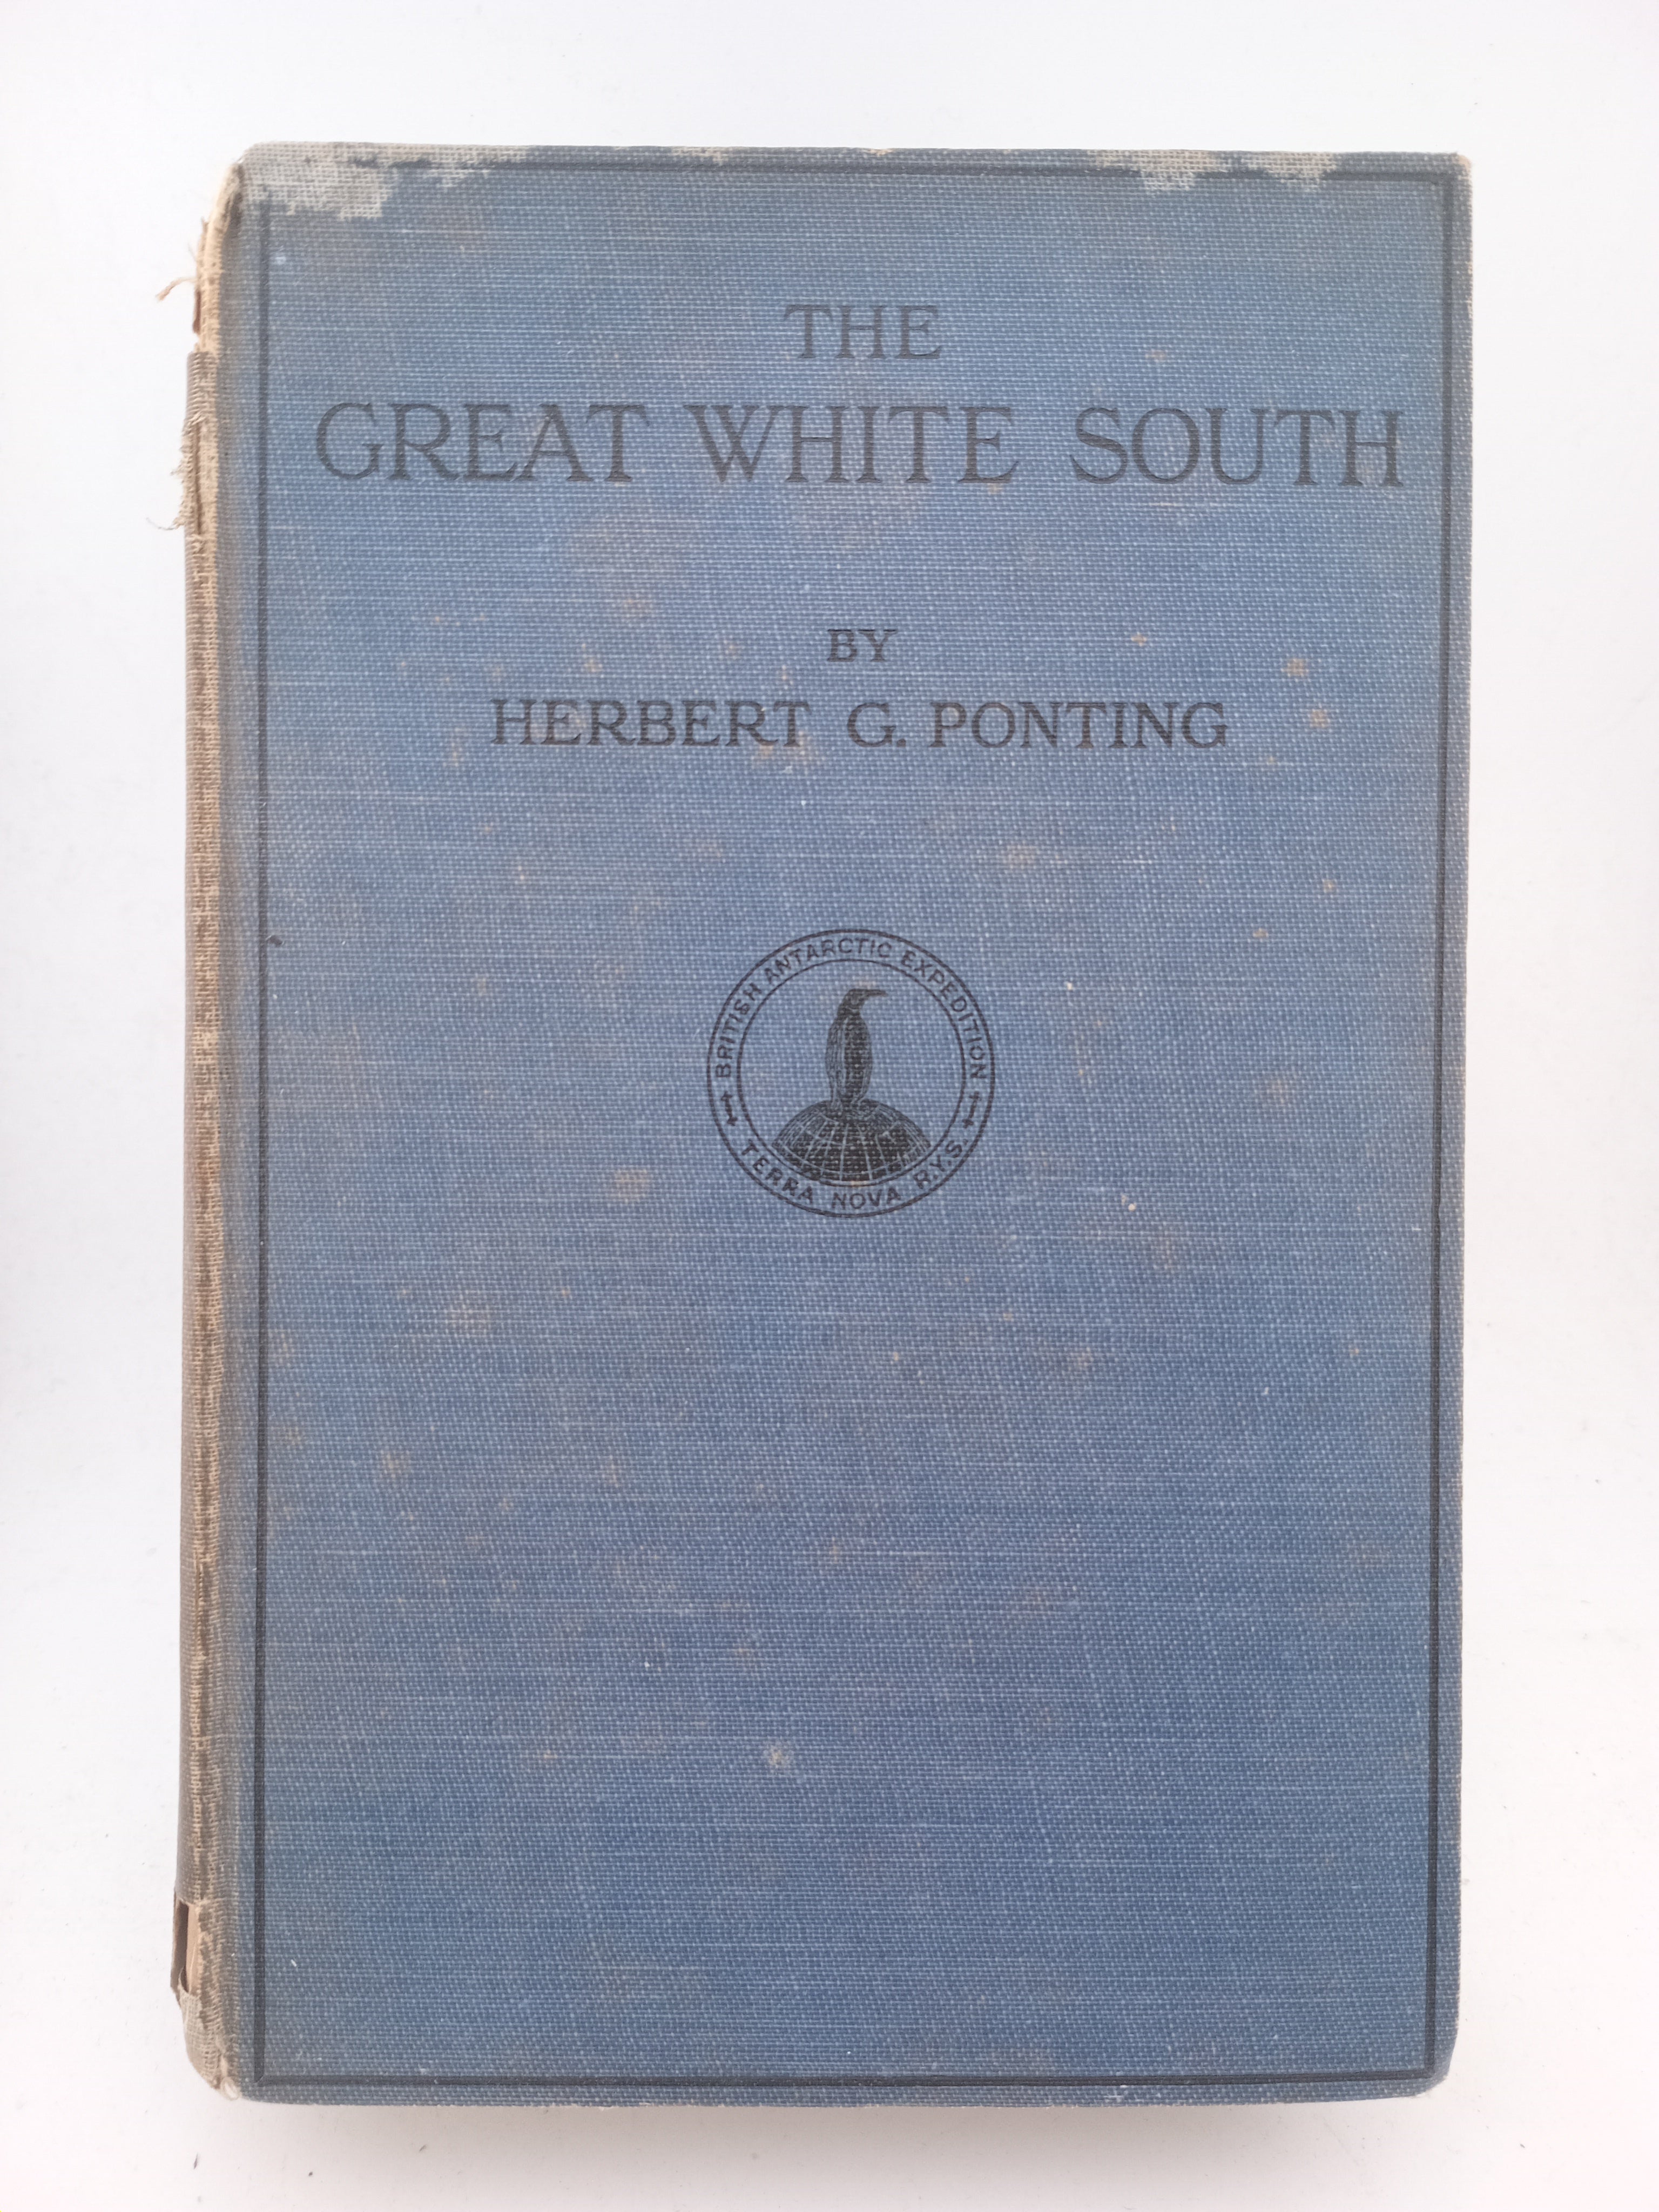 THE
GREAT WHITE SOUTH
BY
HERBERT G. PONTING
BRITISH ANTARCTIC EXPEDITION
TERRA NOVA R.Y.S.